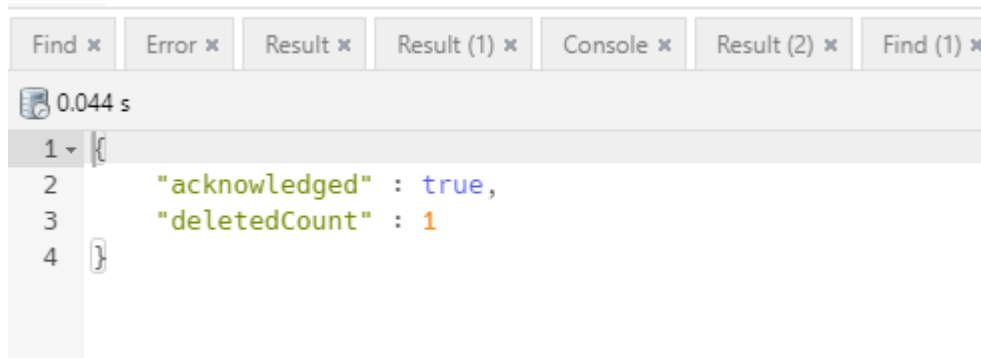 Find × Error × Result × Result (1) × Console × Result (2) × Find (1) ×
0.044 s
1 {
2 "acknowledged" : true,
3 "deletedCount" : 1
4 }